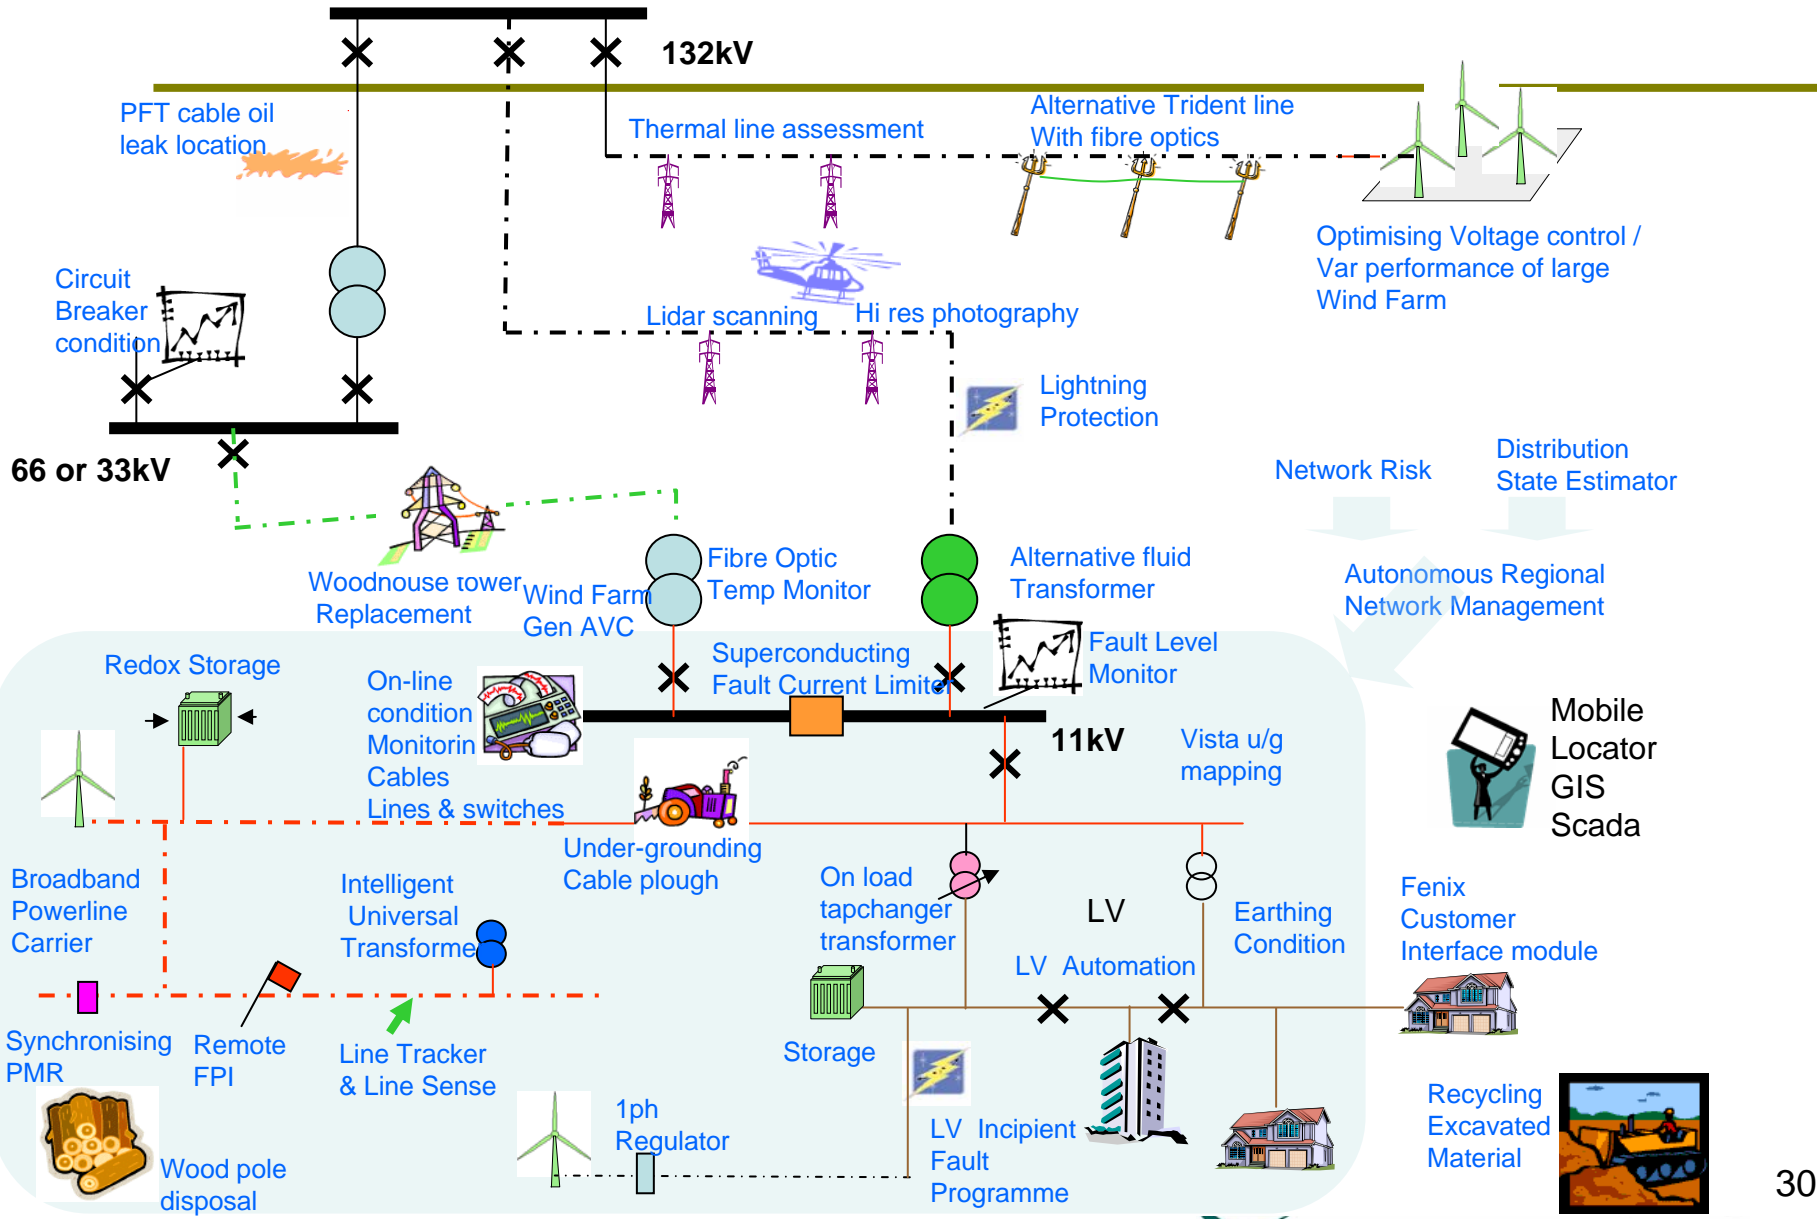 132kV
PFT cable oil
leak location
Thermal line assessment
Alternative Trident line
With fibre optics
Optimising Voltage control /
Var performance of large
Wind Farm
Circuit
Breaker
condition
Lidar scanning
Hi res photography
Lightning
Protection
66 or 33kV
Network Risk
Distribution
State Estimator
Woodhouse tower
Replacement
Wind Farm
Gen AVC
Fibre Optic
Temp Monitor
Alternative fluid
Transformer
Autonomous Regional
Network Management
Redox Storage
On-line
condition
Monitorin
Cables
Lines & switches
Superconducting
Fault Current Limiter
Fault Level
Monitor
11kV
Vista u/g
mapping
Mobile
Locator
GIS
Scada
Under-grounding
Cable plough
Broadband
Powerline
Carrier
Intelligent
Universal
Transforme
On load
tapchanger
transformer
LV
Earthing
Condition
Fenix
Customer
Interface module
LV Automation
Synchronising
PMR
Remote
FPI
Line Tracker
& Line Sense
Storage
1ph
Regulator
LV Incipient
Fault
Programme
Recycling
Excavated
Material
Wood pole
disposal
30